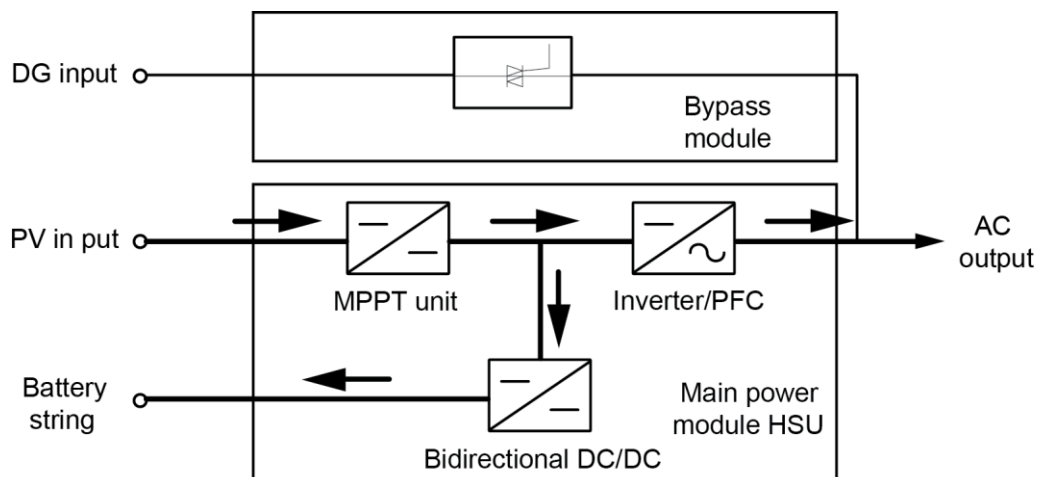 DG input
Bypass
module
PV in put
MPPT unit
Inverter/PFC
AC
output
Battery
string
Bidirectional DC/DC
Main power
module HSU